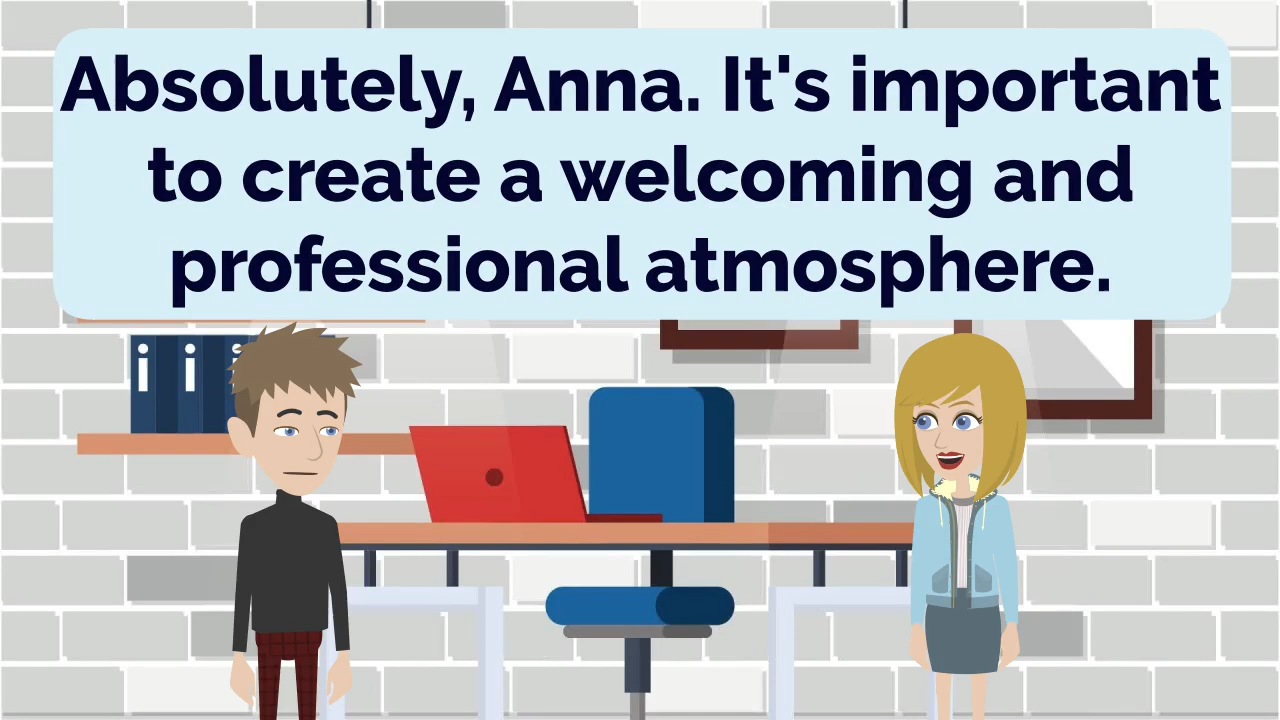 Absolutely, Anna. It's important
to create a welcoming and
professional atmosphere.